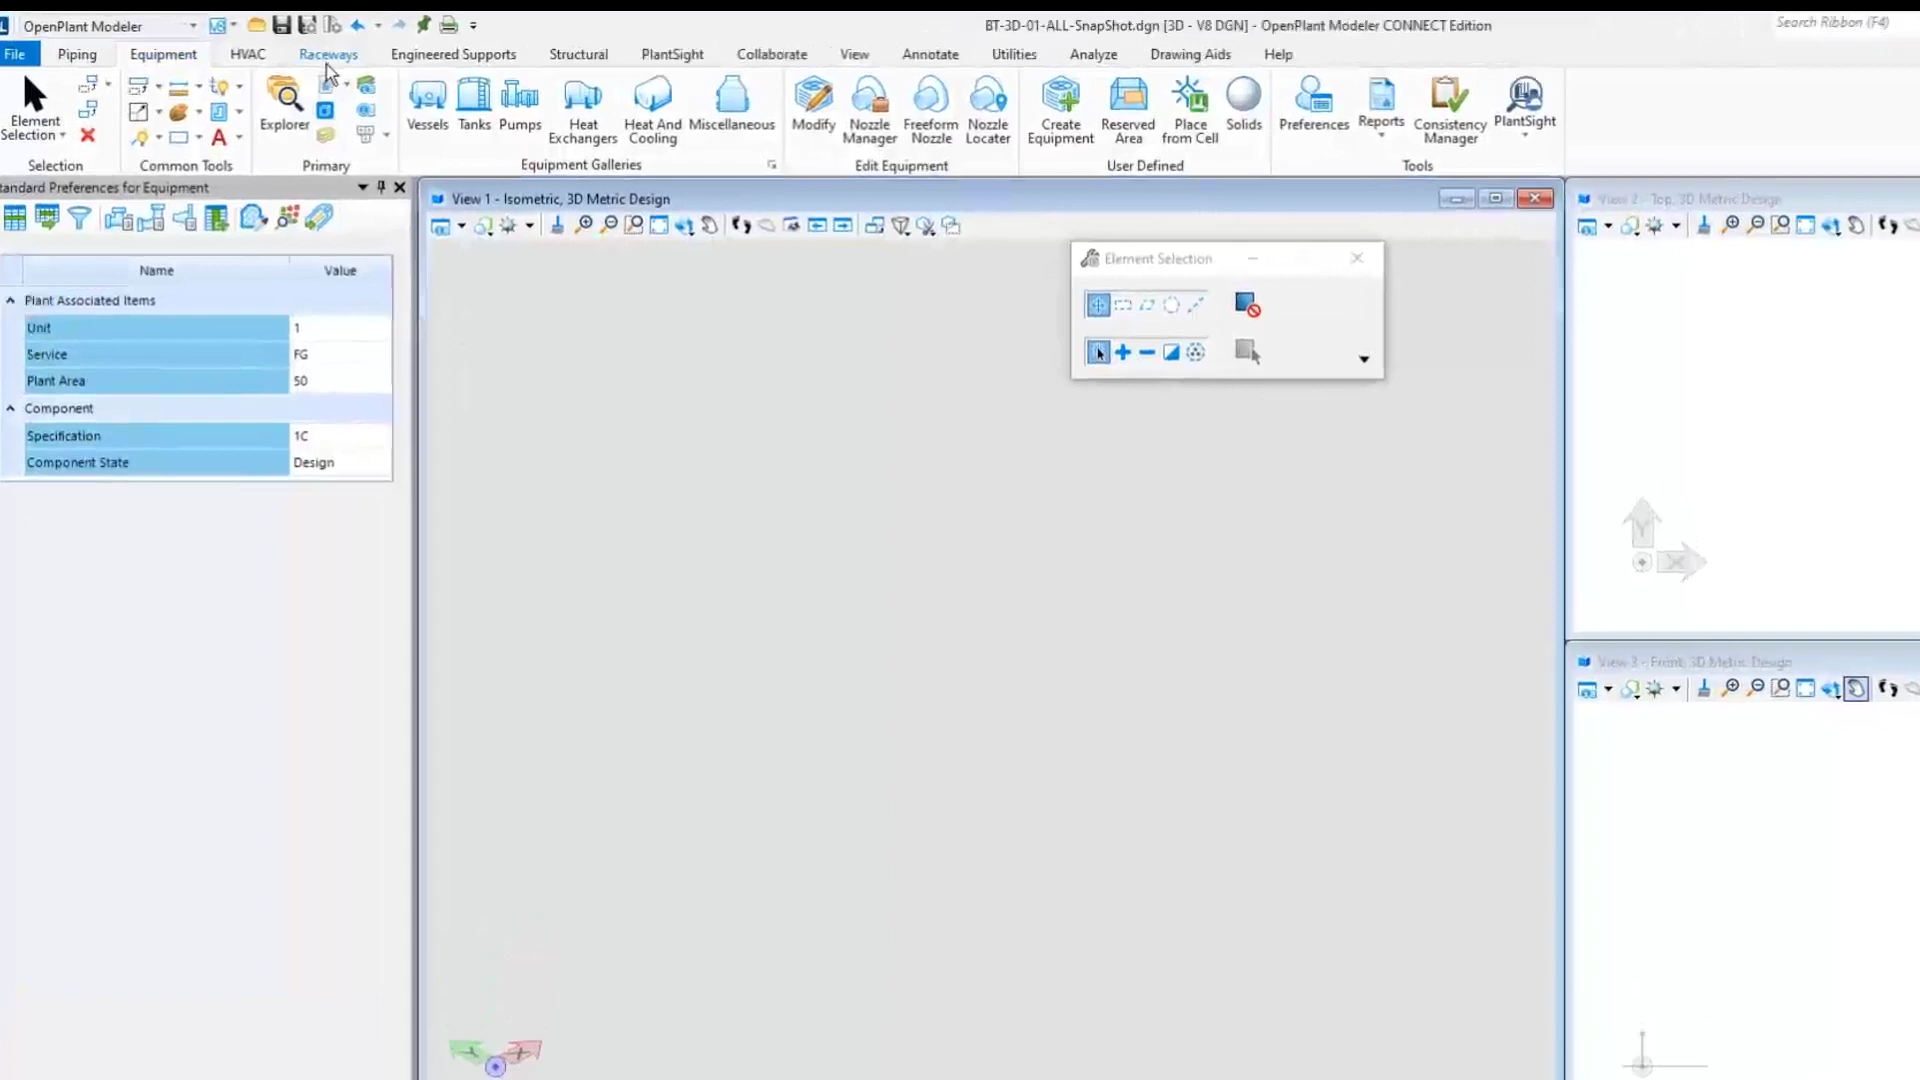 OpenPlant Modeler
BT-3D-01-ALL-SnapShot.dgn [3D - V8 DGN] - OpenPlant Modeler CONNECT Edition
Search Ribbon (F4)
File Piping Equipment HVAC Raceways Engineered Supports Structural PlantSight Collaborate View Annotate Utilities Analyze Drawing Aids Help
Element Selection
Explorer
Vessels
Tanks
Pumps
Heat Exchangers
Heat And Cooling
Miscellaneous
Modify
Nozzle Manager
Freeform Nozzle
Nozzle Locater
Create Equipment
Reserved Area
Place from Cell
Solids
Preferences
Reports
Consistency Manager
PlantSight
Selection Common Tools Primary Equipment Galleries Edit Equipment User Defined Tools
tandard Preferences for Equipment
Name Value
Plant Associated Items
Unit 1
Service FG
Plant Area 50
Component
Specification 1C
Component State Design
View 1 - Isometric, 3D Metric Design
Element Selection
View 2 - Top, 3D Metric Design
Y
X
View 3 - Front, 3D Metric Design